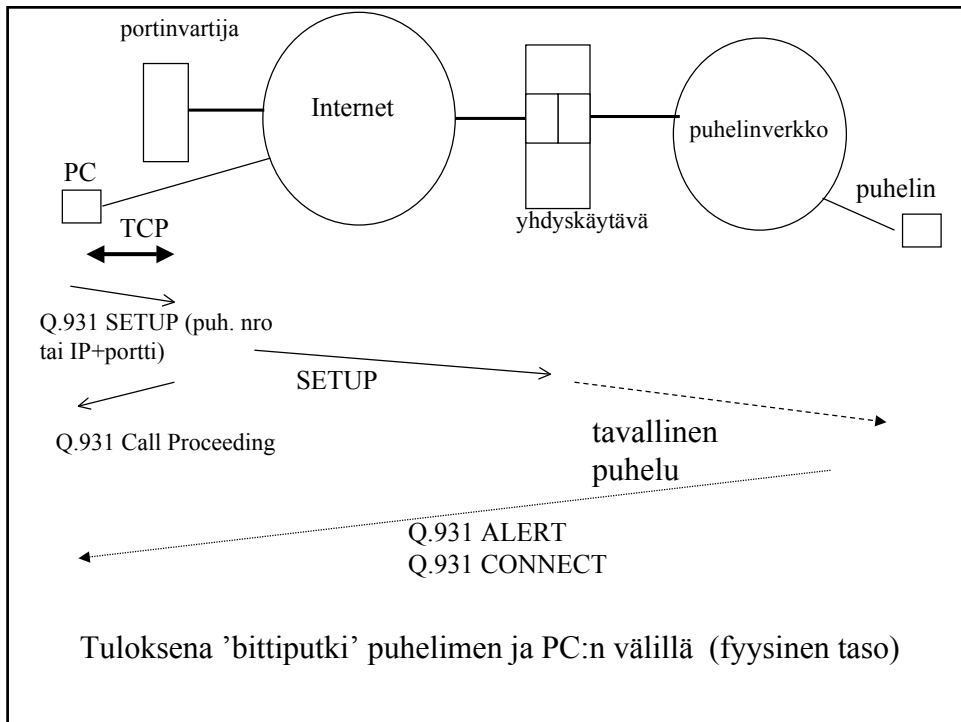 portinvartija
Internet
puhelinverkko
PC
puhelin
yhdyskäytävä
TCP
Q.931 SETUP (puh. nro
tai IP+portti)
SETUP
Q.931 Call Proceeding
tavallinen
puhelu
Q.931 ALERT
Q.931 CONNECT
Tuloksena ’bittiputki’ puhelimen ja PC:n välillä (fyysinen taso)